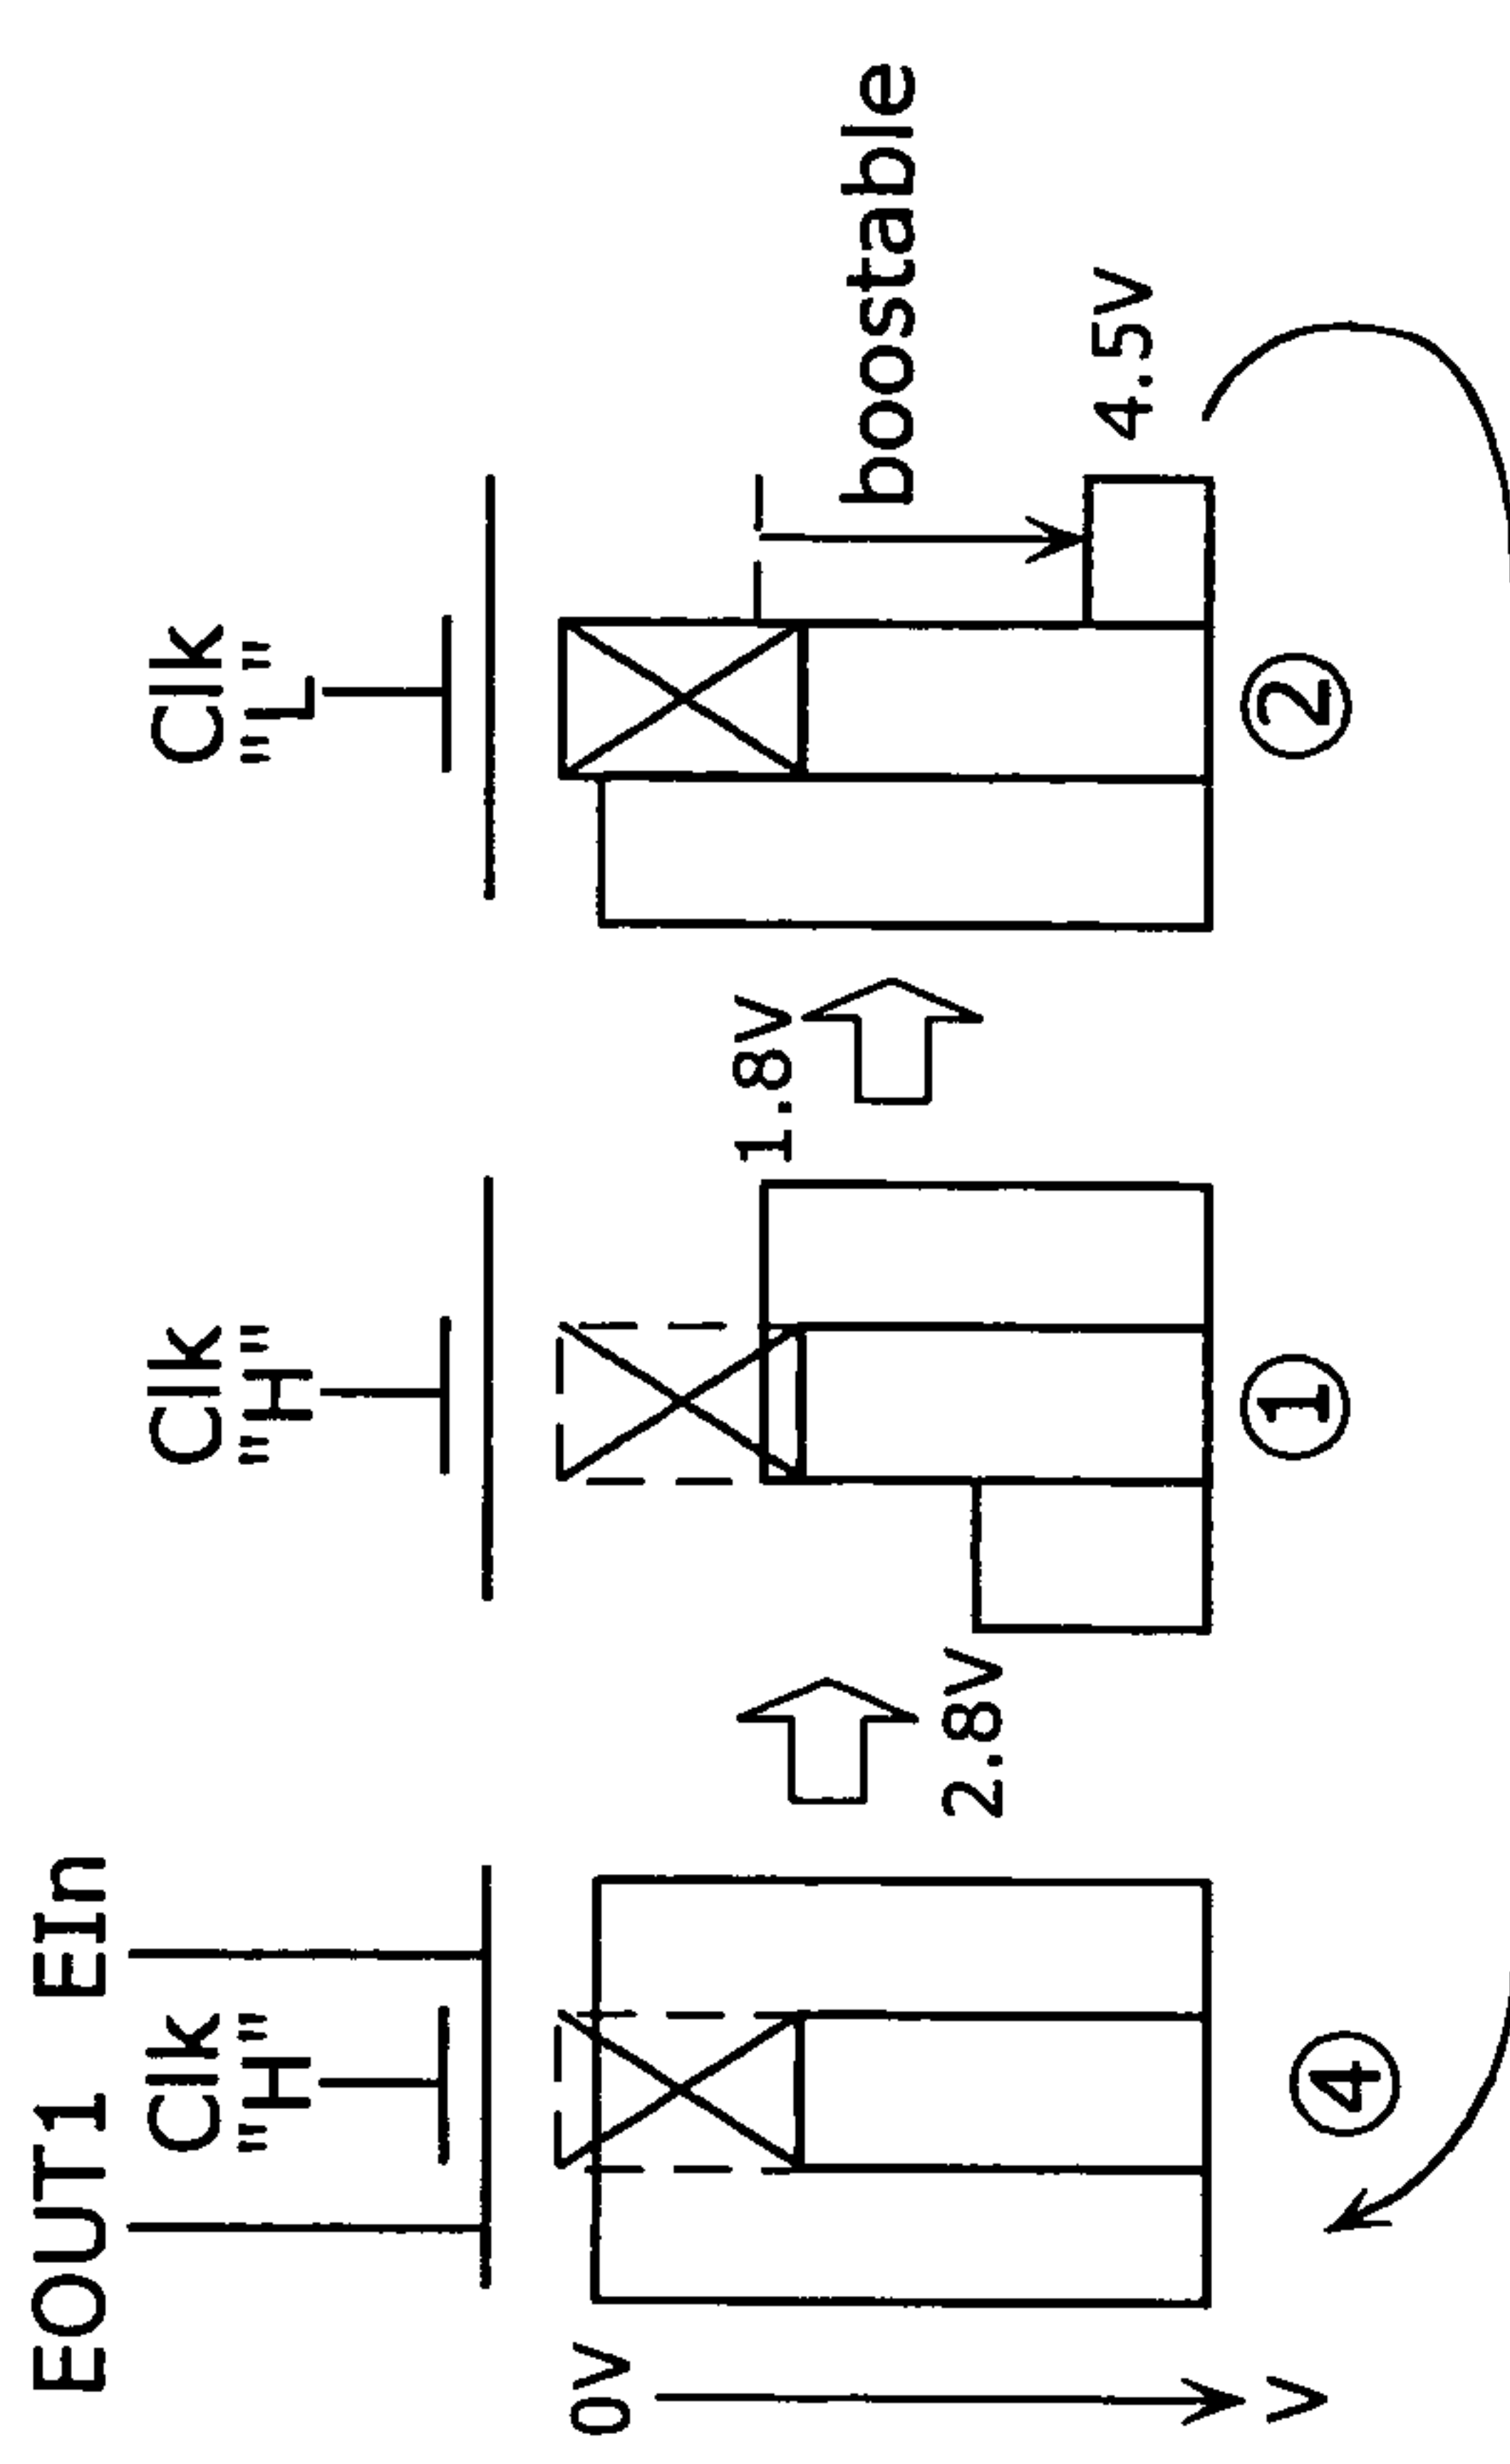 EOUT1 EIn
Clk
"H"
Clk
"H"
Clk
"L"
0V
V
2.8V
1.8V
boostable
4.5V
④
①
②